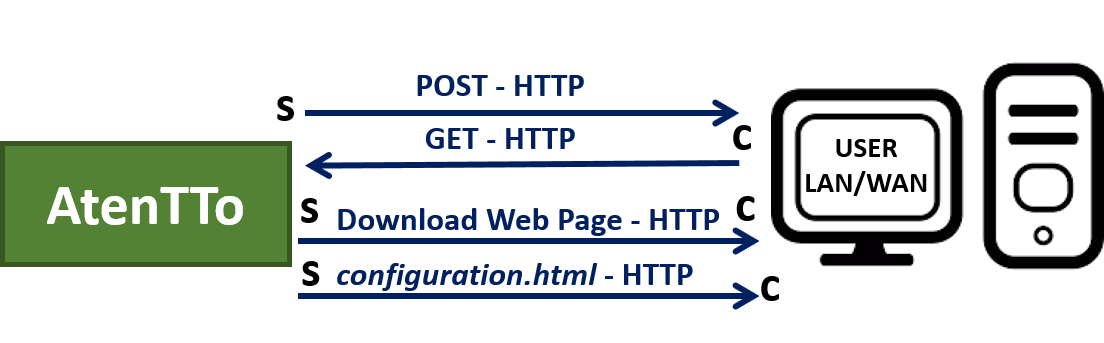 POST - HTTP
S
C
GET - HTTP
AtenTTo
USER
LAN/WAN
S
Download Web Page - HTTP
C
S
configuration.html - HTTP
C